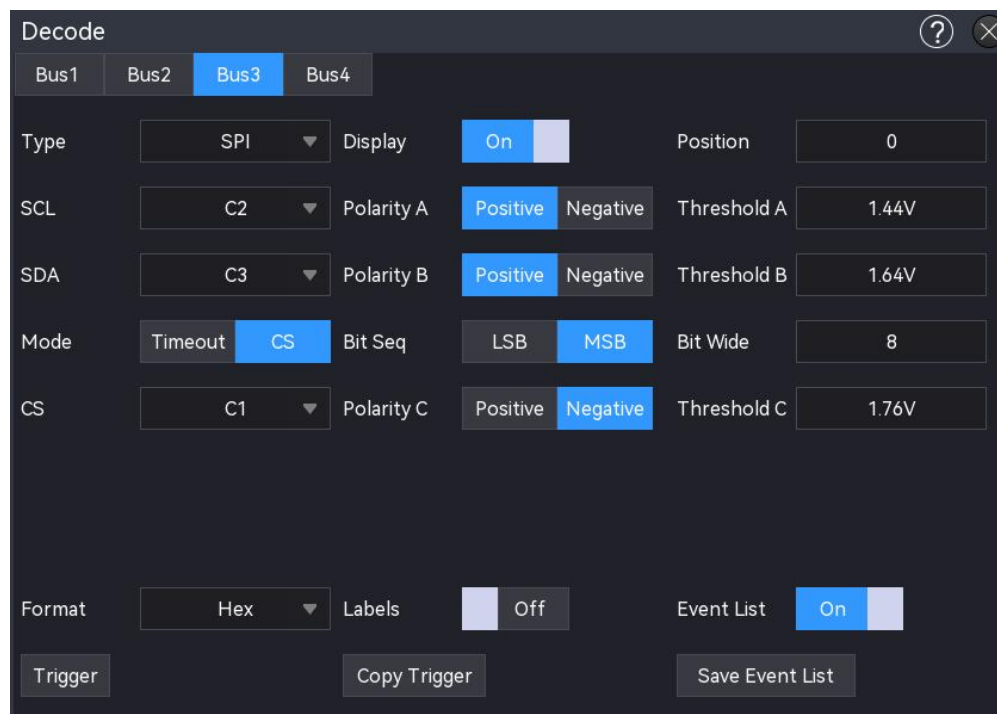 Decode ?
Bus1 Bus2 Bus3 Bus4
Type SPI Display On Position 0
SCL C2 Polarity A Positive Negative Threshold A 1.44V
SDA C3 Polarity B Positive Negative Threshold B 1.64V
Mode Timeout CS Bit Seq LSB MSB Bit Wide 8
CS C1 Polarity C Positive Negative Threshold C 1.76V
Format Hex Labels Off Event List On
Trigger Copy Trigger Save Event List